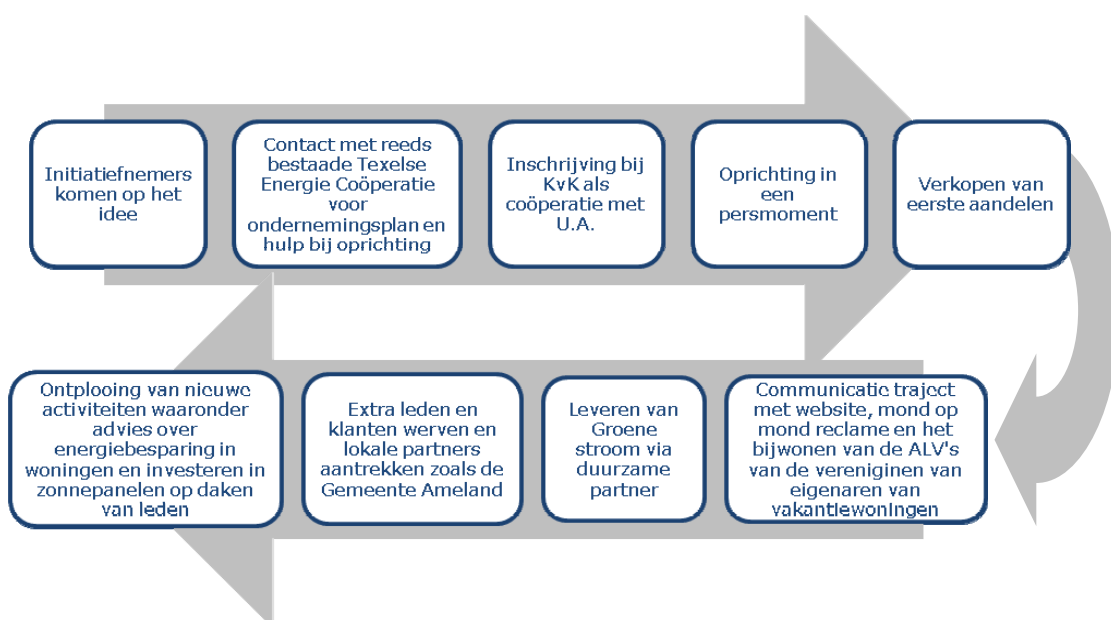 Initiatiefnemers
komen op het
idee
Contact met reeds
bestaade Texelse
Energie Coöperatie
voor
ondernemingsplan en
hulp bij oprichting
Inschrijving bij
KvK als
coöperatie met
U.A.
Oprichting in
een
persmoment
Verkopen van
eerste aandelen
Communicatie traject
met website, mond op
mond reclame en het
bijwonen van de ALV's
van de vereniginen van
eigenaren van
vakantiewoningen
Leveren van
Groene
stroom via
duurzame
partner
Extra leden en
klanten werven en
lokale partners
aantrekken zoals de
Gemeente Ameland
Ontplooing van nieuwe
activiteiten waaronder
advies over
energiebesparing in
woningen en investeren in
zonnepanelen op daken
van leden